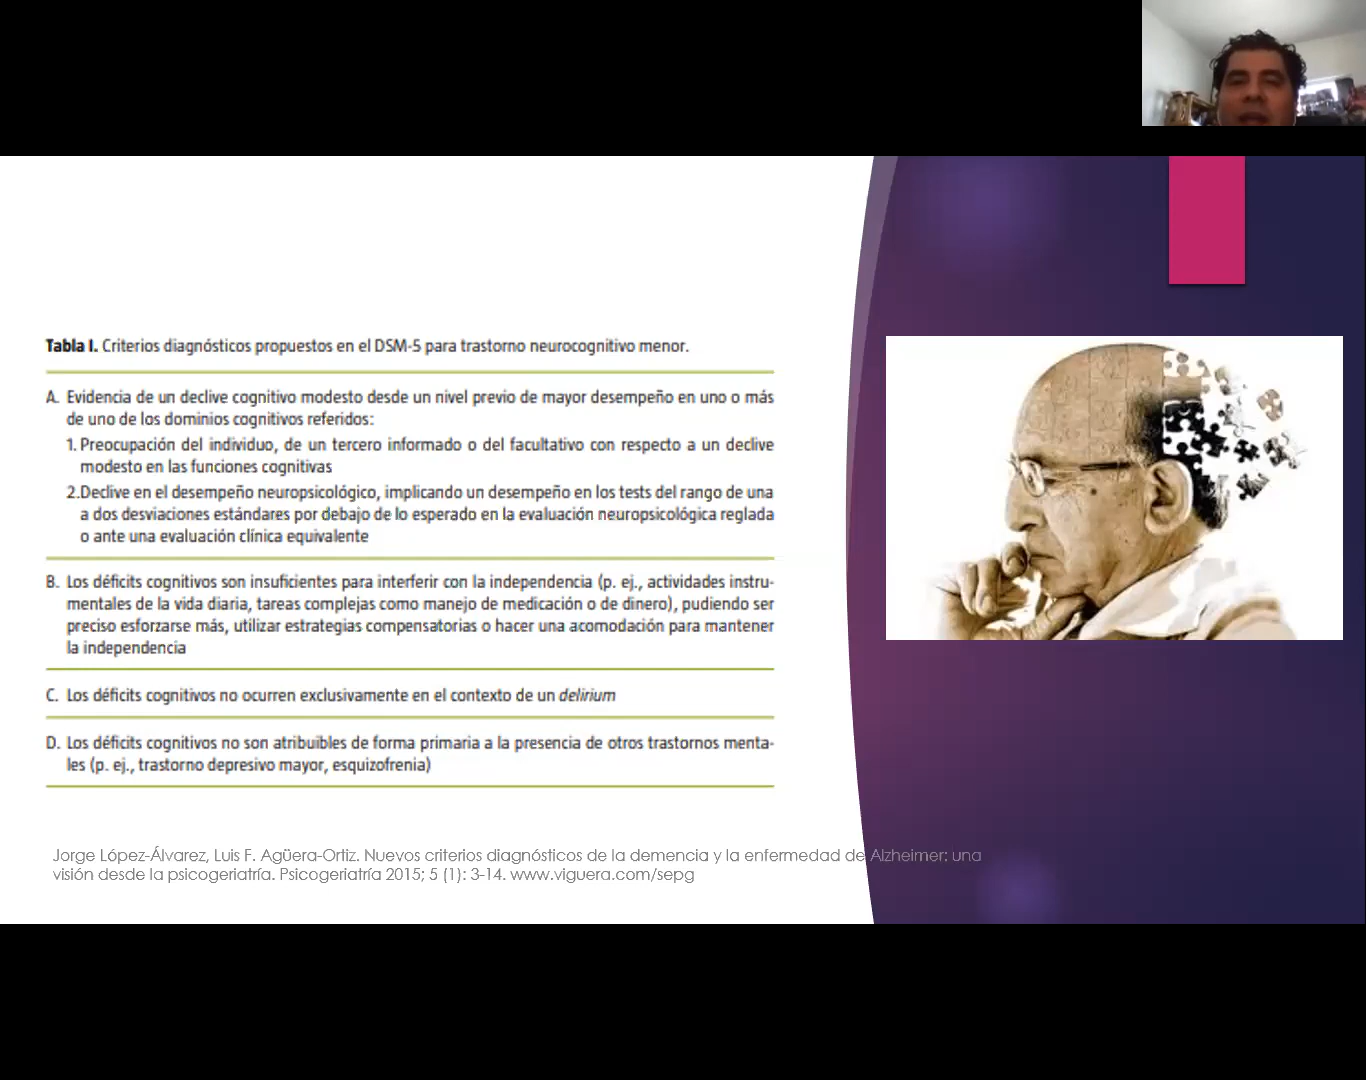 Tabla I. Criterios diagnósticos propuestos en el DSM-5 para trastorno neurocognitivo menor.
A. Evidencia de un declive cognitivo modesto desde un nivel previo de mayor desempeño en uno o más
de uno de los dominios cognitivos referidos:
1. Preocupación del individuo, de un tercero informado o del facultativo con respecto a un declive
modesto en las funciones cognitivas
2.Declive en el desempeño neuropsicológico, implicando un desempeño en los tests del rango de una
a dos desviaciones estándares por debajo de lo esperado en la evaluación neuropsicológica reglada
o ante una evaluación clínica equivalente
B. Los déficits cognitivos son insuficientes para interferir con la independencia (p. ej., actividades instru-
mentales de la vida diaria, tareas complejas como manejo de medicación o de dinero), pudiendo ser
preciso esforzarse más, utilizar estrategias compensatorias o hacer una acomodación para mantener
la independencia
C. Los déficits cognitivos no ocurren exclusivamente en el contexto de un delirium
D. Los déficits cognitivos no son atribuibles de forma primaria a la presencia de otros trastornos menta-
les (p. ej., trastorno depresivo mayor, esquizofrenia)
Jorge López-Álvarez, Luis F. Agüera-Ortiz. Nuevos criterios diagnósticos de la demencia y la enfermedad de Alzheimer: una
visión desde la psicogeriatría. Psicogeriatría 2015; 5 (1): 3-14. www.viguera.com/sepg